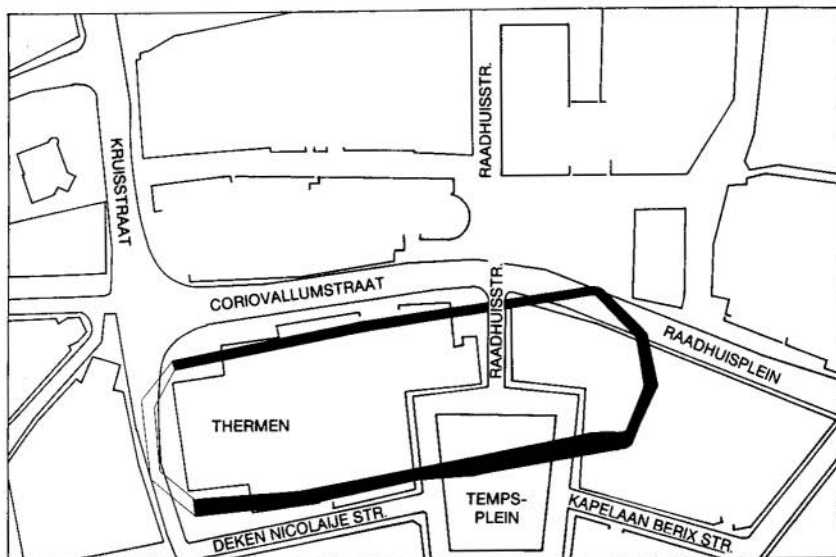 RAADHUISSTR.
KRUISSTRAAT
CORIOVALLUMSTRAAT
RAADHUISSTR.
RAADHUISPLEIN
THERMEN
TEMPS-
PLEIN
DEKEN NICOLAIJE STR.
KAPELAAN BERIX STR.